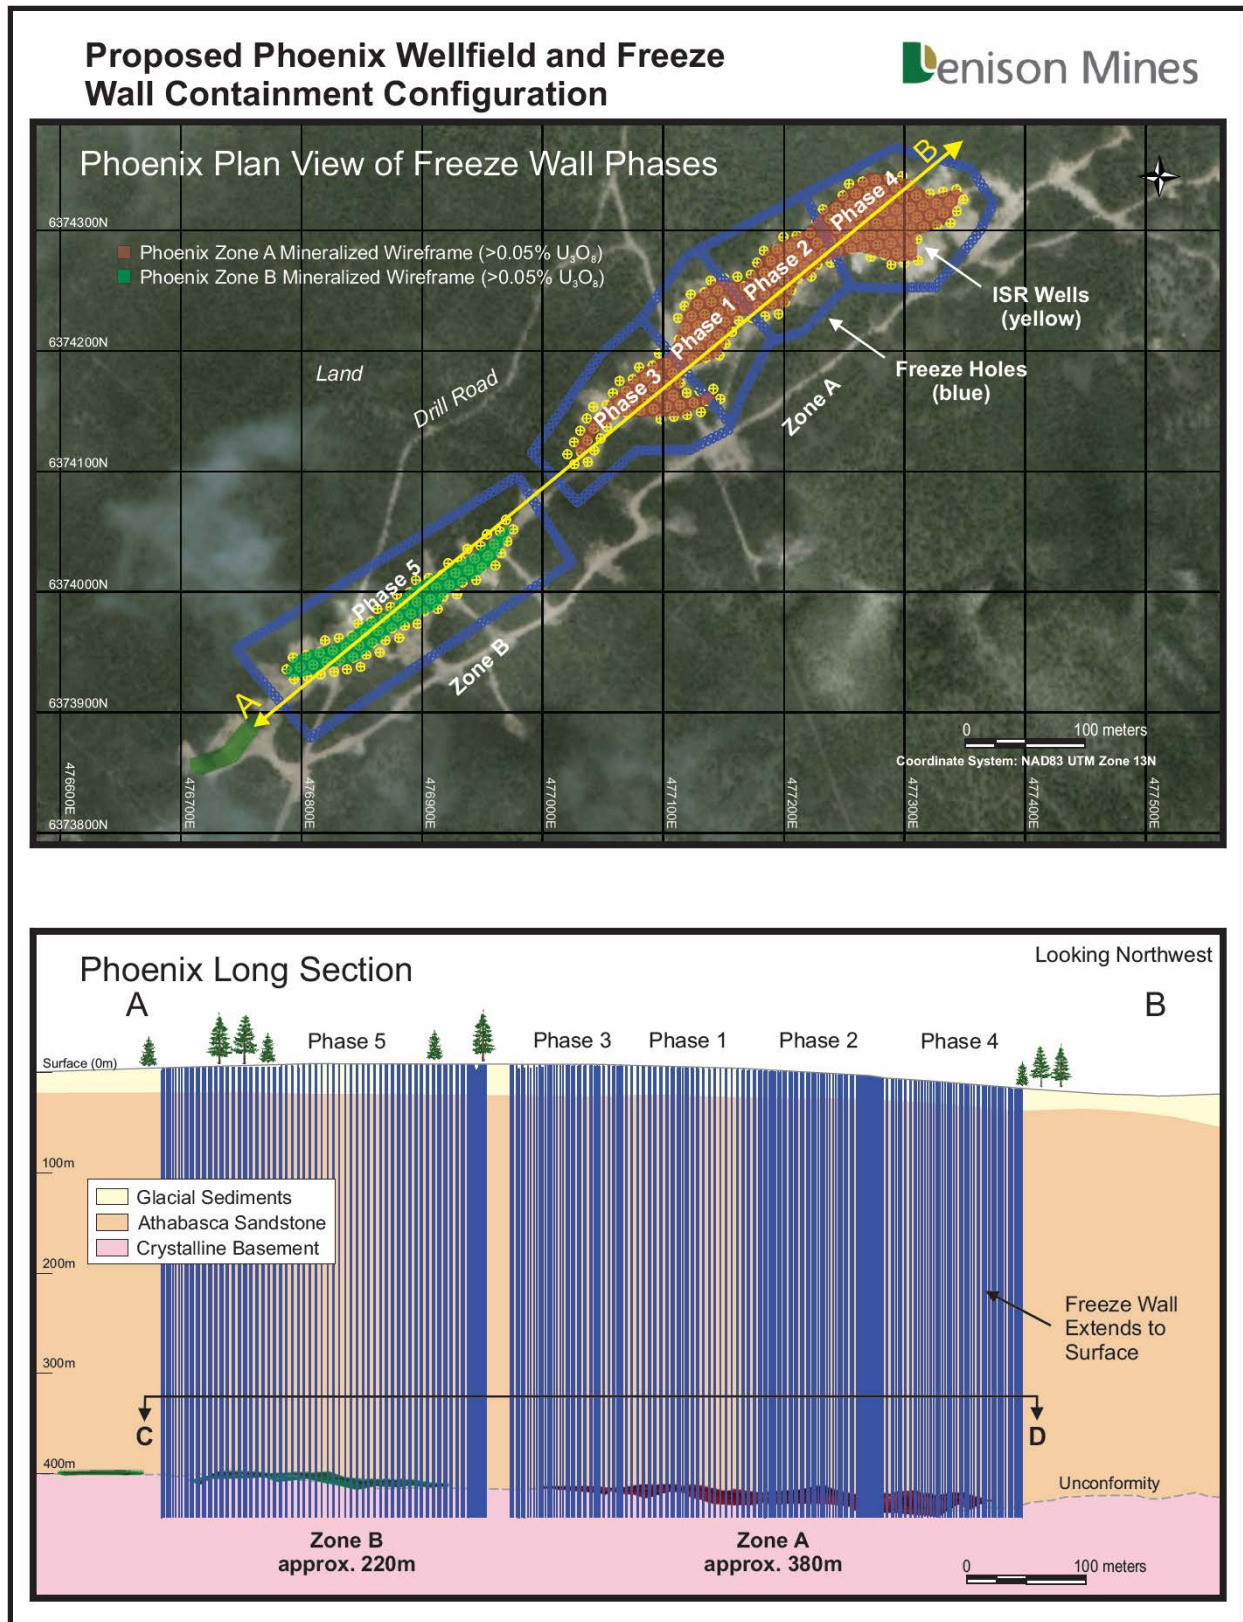 Proposed Phoenix Wellfield and Freeze
Wall Containment Configuration
Denison Mines
Phoenix Plan View of Freeze Wall Phases
B
6374300N
Phoenix Zone A Mineralized Wireframe (>0.05% U₃O₈)
Phoenix Zone B Mineralized Wireframe (>0.05% U₃O₈)
Phase 4
Phase 2
Phase 1
Phase 3
ISR Wells
(yellow)
6374200N
Land
Drill Road
Freeze Holes
(blue)
Zone A
6374100N
Phase 5
6374000N
Zone B
A
6373900N
0 100 meters
Coordinate System: NAD83 UTM Zone 13N
476600E
476700E
476800E
476900E
477000E
477100E
477200E
477300E
477400E
477500E
6373800N
Looking Northwest
Phoenix Long Section
A
B
Phase 5
Phase 3
Phase 1
Phase 2
Phase 4
Surface (0m)
100m
Glacial Sediments
Athabasca Sandstone
Crystalline Basement
200m
Freeze Wall
Extends to
Surface
300m
C
D
400m
Unconformity
Zone B
approx. 220m
Zone A
approx. 380m
0 100 meters